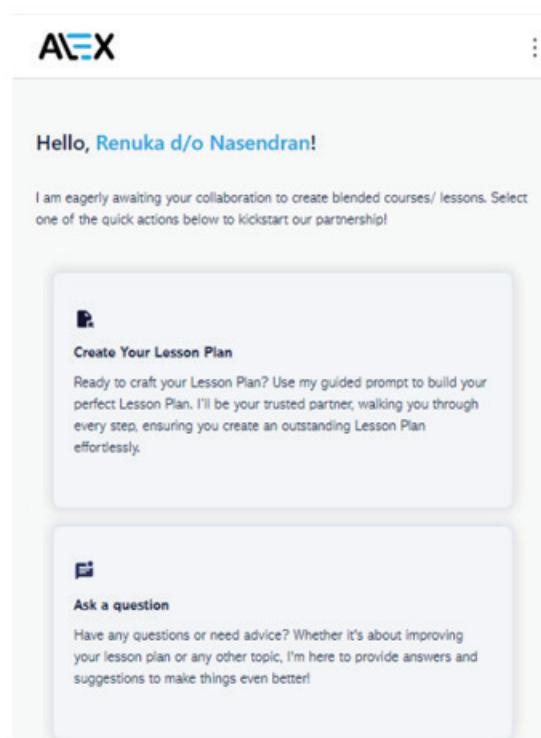 ALEX
Hello, Renuka d/o Nasendran!
I am eagerly awaiting your collaboration to create blended courses/ lessons. Select
one of the quick actions below to kickstart our partnership!
Create Your Lesson Plan
Ready to craft your Lesson Plan? Use my guided prompt to build your
perfect Lesson Plan. I'll be your trusted partner, walking you through
every step, ensuring you create an outstanding Lesson Plan
effortlessly.
Ask a question
Have any questions or need advice? Whether it's about improving
your lesson plan or any other topic, I'm here to provide answers and
suggestions to make things even better!